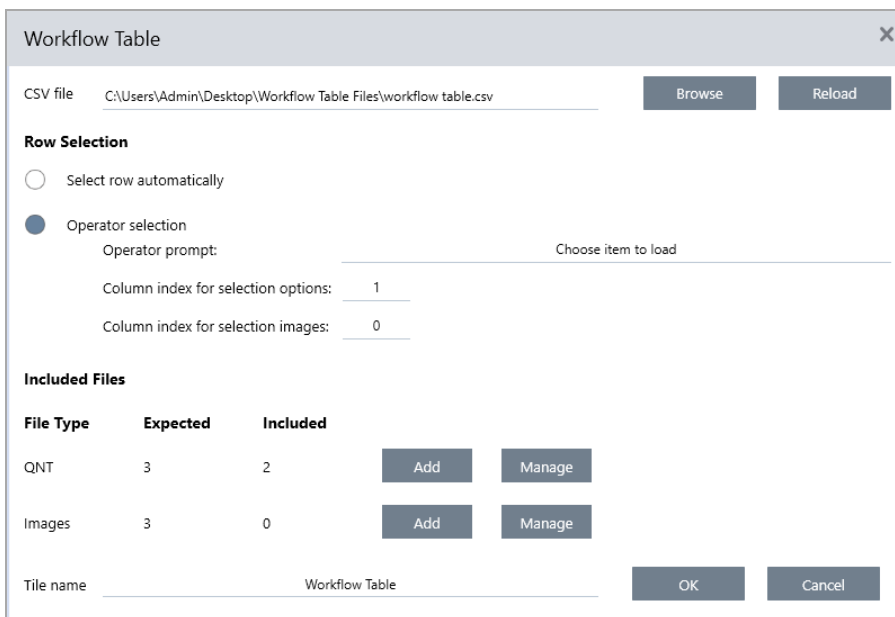 Workflow Table
CSV file C:\Users\Admin\Desktop\Workflow Table Files\workflow table.csv Browse Reload
Row Selection
Select row automatically
Operator selection
Operator prompt: Choose item to load
Column index for selection options: 1
Column index for selection images: 0
Included Files
File Type Expected Included
QNT 3 2 Add Manage
Images 3 0 Add Manage
Tile name Workflow Table OK Cancel